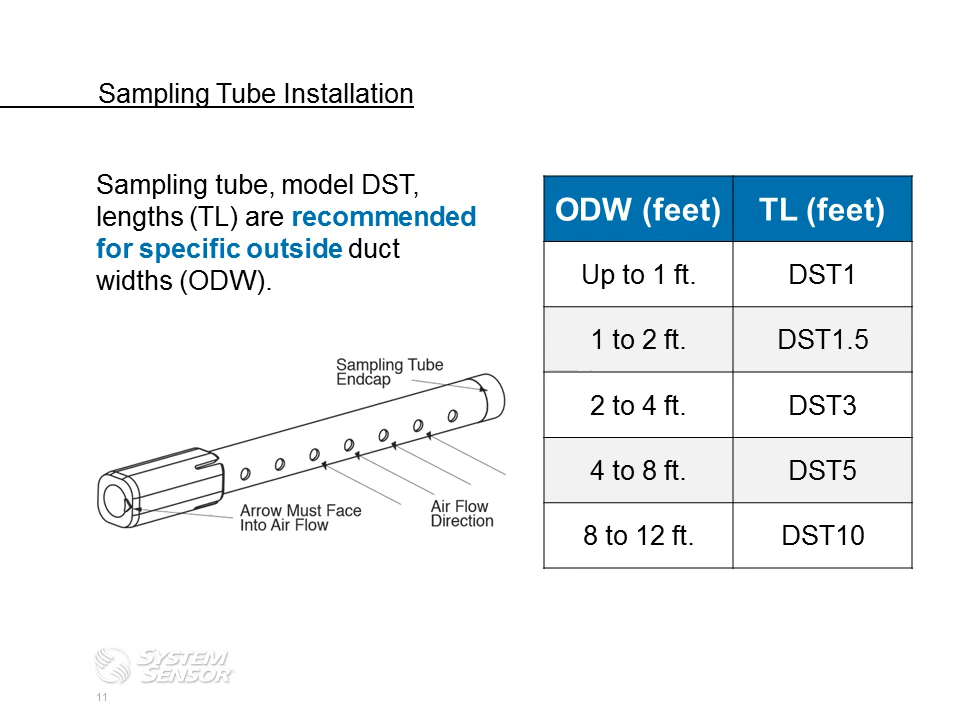 Sampling Tube Installation
Sampling tube, model DST,
lengths (TL) are recommended
for specific outside duct
widths (ODW).
ODW (feet) TL (feet)
Up to 1 ft. DST1
1 to 2 ft. DST1.5
2 to 4 ft. DST3
4 to 8 ft. DST5
8 to 12 ft. DST10
Sampling Tube
Endcap
Arrow Must Face
Into Air Flow
Air Flow
Direction
SYSTEM
SENSOR®
11